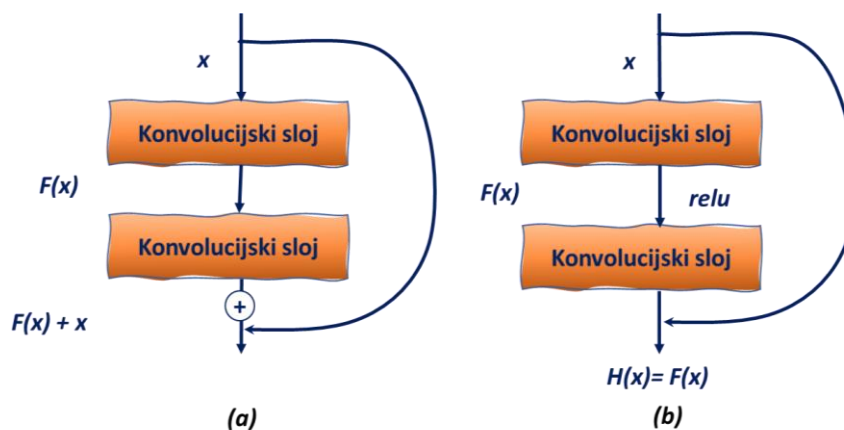 x
Konvolucijski sloj
F(x)
Konvolucijski sloj
+
F(x) + x
(a)
x
Konvolucijski sloj
F(x)
relu
Konvolucijski sloj
H(x)= F(x)
(b)